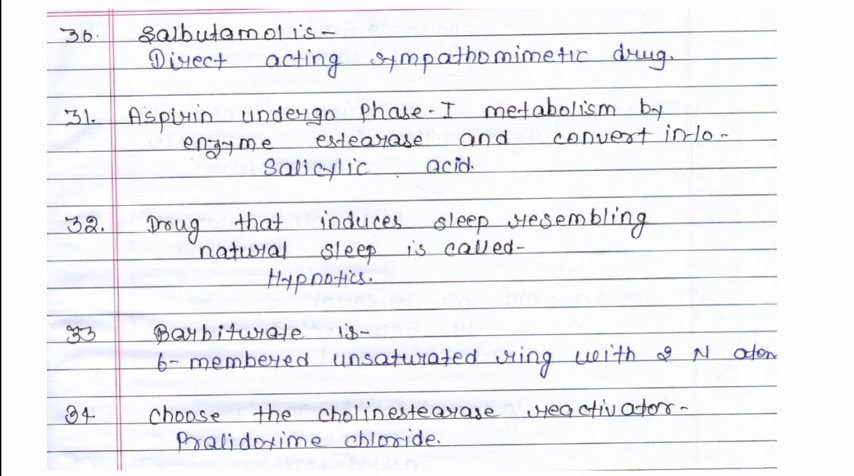 30. Salbutamol is-
Direct acting sympathomimetic drug.
31. Aspirin undergo Phase-I metabolism by
enzyme estearase and convert in-to-
Salicylic acid.
32. Drug that induces sleep resembling
natural sleep is called-
Hypnotics.
33 Barbiturate is-
6-membered unsaturated ring with 2 N atom
34 Choose the cholinestearase reactivator-
Pralidoxime chloride.